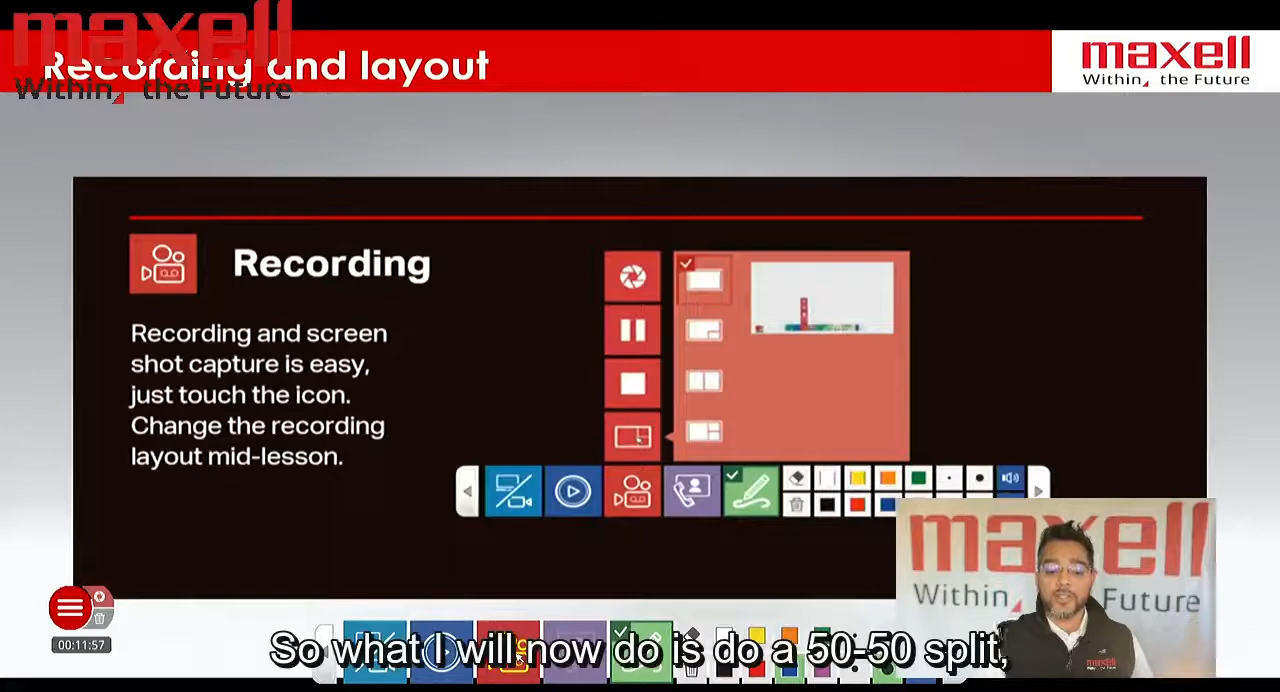 maxell
Within, the Future
Recording and layout
maxell
Within, the Future
Recording
Recording and screen
shot capture is easy,
just touch the icon.
Change the recording
layout mid-lesson.
maxell
Within, Future
maxell
00:11:57
So what I will now do is do a 50-50 split,